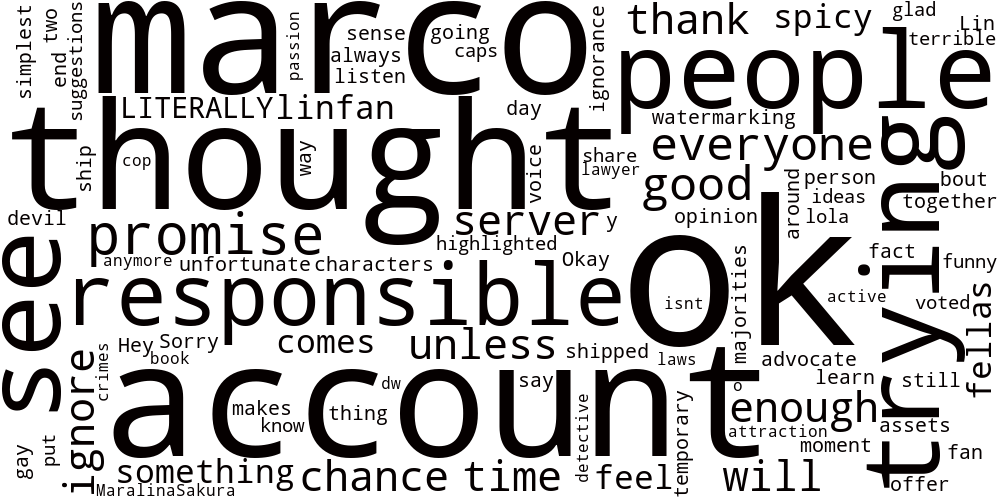 marco
thought
see
account
ok
people
trying
responsible
promise
server
unless
everyone
good
thank
spicy
glad
Lin
terrible
simplest
two
end
suggestions
passion
sense
always
listen
going
caps
ignorance
LITERALLY
linfan
day
watermarking
ship
cop
way
voice
share
lawyer
devil
y
highlighted
anymore
unfortunate
characters
Okay
opinion
around
person
ideas
lola
bout
together
fact
funny
isnt
majorities
active
voted
fellas
Hey
Sorry
book
crimes
ignore
comes
shipped
laws
advocate
learn
still
dw
say
makes
know
thing
detective
temporary
o
enough
attraction
moment
assets
fan
offer
gay
put
something
MaralinaSakura
chance
time
feel
will